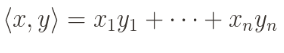 ⟨x, y⟩ = x₁y₁ + ⋯ + xₙyₙ